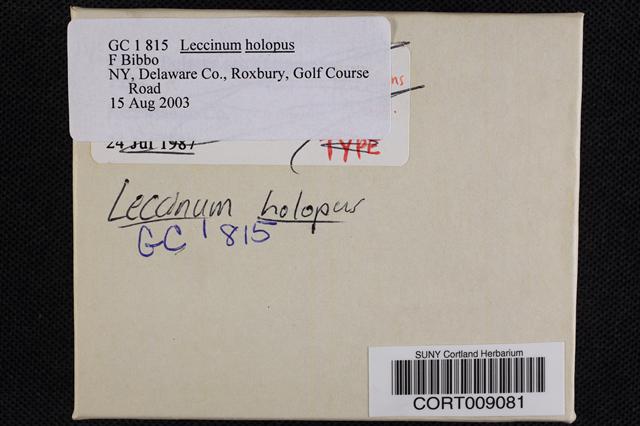 GC 1 815 Leccinum holopus
F Bibbo
NY, Delaware Co., Roxbury, Golf Course
Road
15 Aug 2003
ns
24 Jul 1987
TYPE
Leccinum holopus
GC 1 815
SUNY Cortland Herbarium
CORT009081